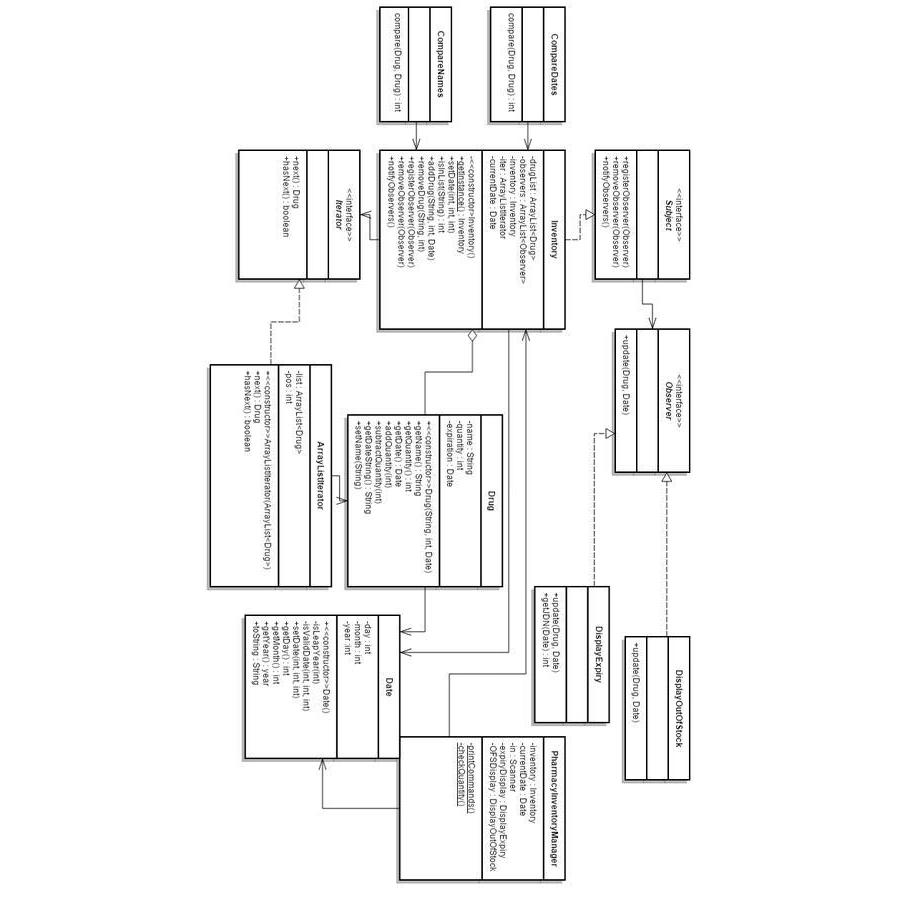 <<interface>>
Subject
+registerObserver(Observer)
+removeObserver(Observer)
+notifyObservers()
<<interface>>
Observer
+update(Drug, Date)
DisplayOutOfStock
+update(Drug, Date)
CompareDates
compare(Drug, Drug) : int
CompareNames
compare(Drug, Drug) : int
Inventory
-drugList : ArrayList<Drug>
-observers : ArrayList<Observer>
-inventory : Inventory
-iter : ArrayListIterator
-currentDate : Date
<<constructor>Inventory()
+getInstance() : Inventory
+setDate(int, int, int)
+isInList(String) : int
+addDrug(String, int, Date)
+removeDrug(String, int)
+registerObserver(Observer)
+removeObserver(Observer)
+notifyObservers()
DisplayExpiry
+update(Drug, Date)
+getJDN(Date) : int
PharmacyInventoryManager
-inventory : Inventory
-currentDate : Date
-in : Scanner
-expiryDisplay : DisplayExpiry
-OFSDisplay : DisplayOutOfStock
-printCommands()
-checkQuantity()
Drug
-name : String
-quantity : int
-expiration : Date
+<<constructor>>Drug(String, int, Date)
+getName() : String
+getQuantity() : int
+getDate() : Date
+addQuantity(int)
+subtractQuantity(int)
+getDateString() : String
+setName(String)
<<interface>>
Iterator
+next() : Drug
+hasNext() : boolean
ArrayListIterator
-list : ArrayList<Drug>
-pos : int
+<<constructor>>ArrayListIterator(ArrayList<Drug>)
+next() : Drug
+hasNext() : boolean
Date
-day : int
-month : int
-year :int
+<<constructor>>Date()
-isLeapYear(int)
-isValidDate(int, int, int)
+setDate(int, int, int)
+getDay() : int
+getMonth() : int
+getYear() : year
+toString : String